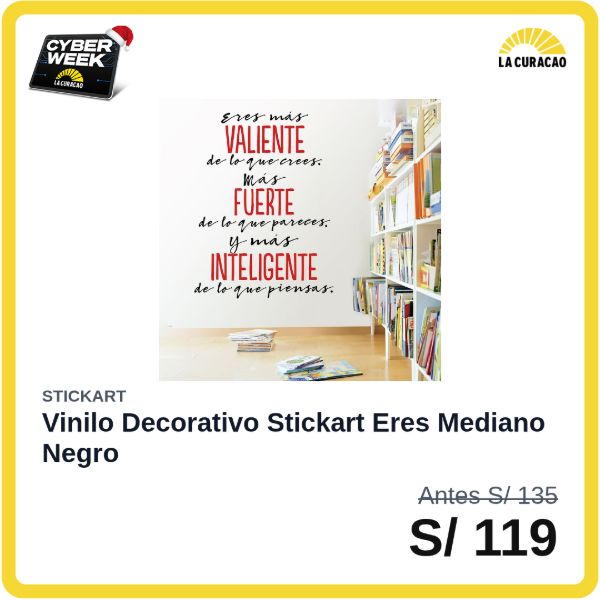 CYBER
WEEK
LA CURACAO
LA CURACAO
Eres más
VALIENTE
de lo que crees.
Más
FUERTE
de lo que pareces.
Y más
INTELIGENTE
de lo que piensas.
STICKART
Vinilo Decorativo Stickart Eres Mediano
Negro
Antes S/ 135
S/ 119